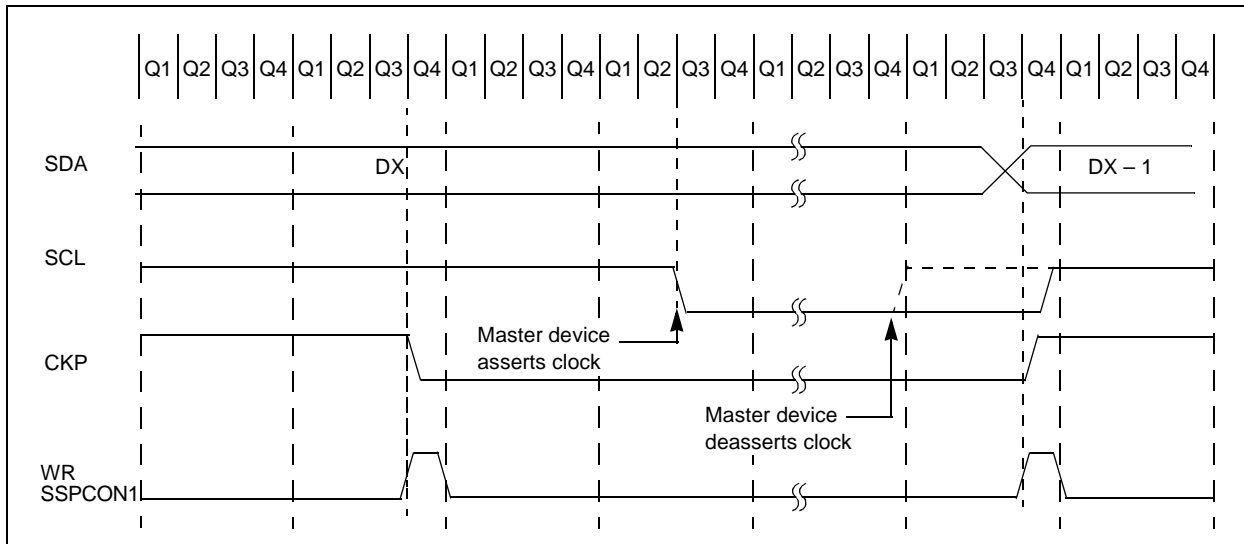 Q1 Q2 Q3 Q4 Q1 Q2 Q3 Q4 Q1 Q2 Q3 Q4 Q1 Q2 Q3 Q4 Q1 Q2 Q3 Q4 Q1 Q2 Q3 Q4 Q1 Q2 Q3 Q4
SDA
DX
DX – 1
SCL
Master device
asserts clock
CKP
Master device
deasserts clock
WR
SSPCON1